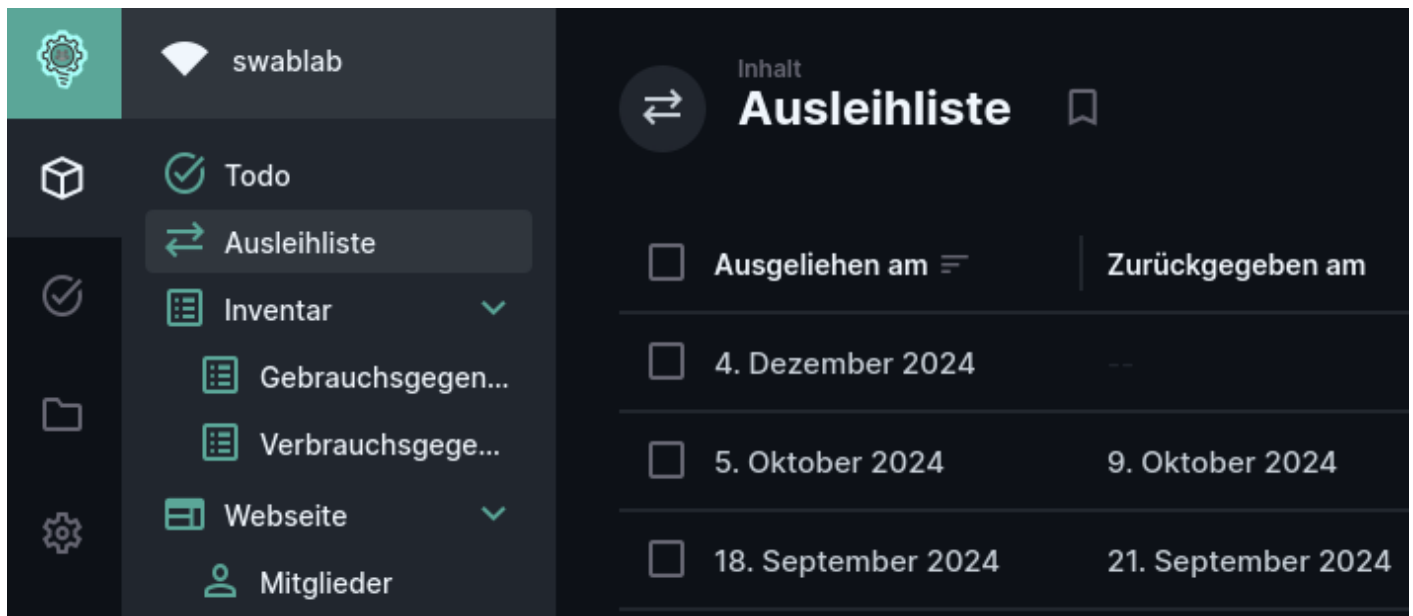 swablab
Todo
Ausleihliste
Inventar
Gebrauchsgegen...
Verbrauchsgege...
Webseite
Mitglieder
Inhalt
Ausleihliste
Ausgeliehen am Zurückgegeben am
4. Dezember 2024 --
5. Oktober 2024 9. Oktober 2024
18. September 2024 21. September 2024